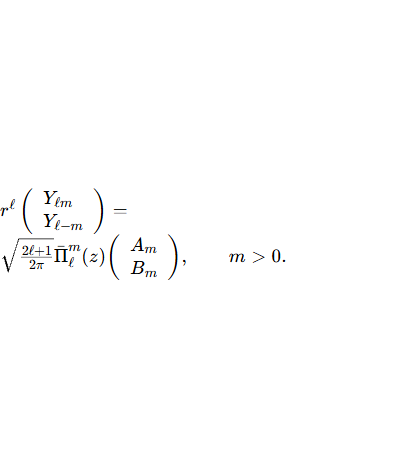 r^ℓ ( Y_{ℓm} Y_{ℓ−m} ) =
√(2ℓ+1 / 2π) Π̄_ℓ^m(z) ( A_m B_m ), m > 0.